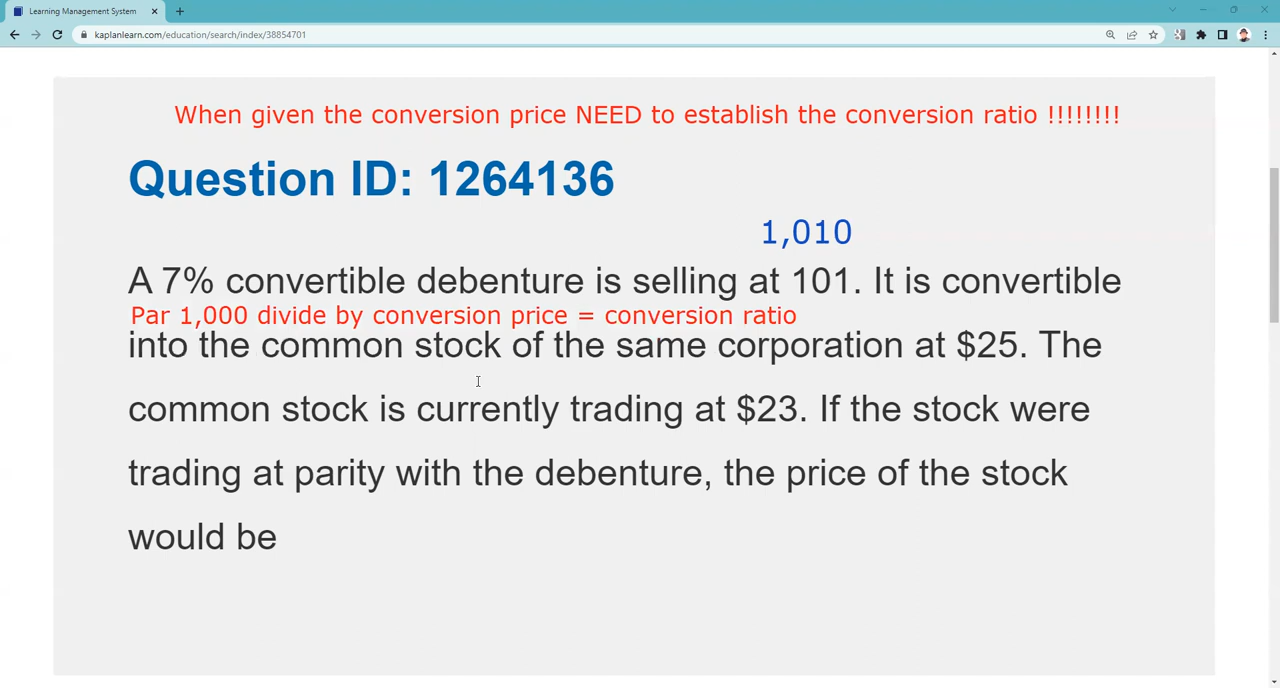 Learning Management System
kaplanlearn.com/education/search/index/38854701
When given the conversion price NEED to establish the conversion ratio !!!!!!!!
Question ID: 1264136
1,010
A 7% convertible debenture is selling at 101. It is convertible
Par 1,000 divide by conversion price = conversion ratio
into the common stock of the same corporation at $25. The
common stock is currently trading at $23. If the stock were
trading at parity with the debenture, the price of the stock
would be